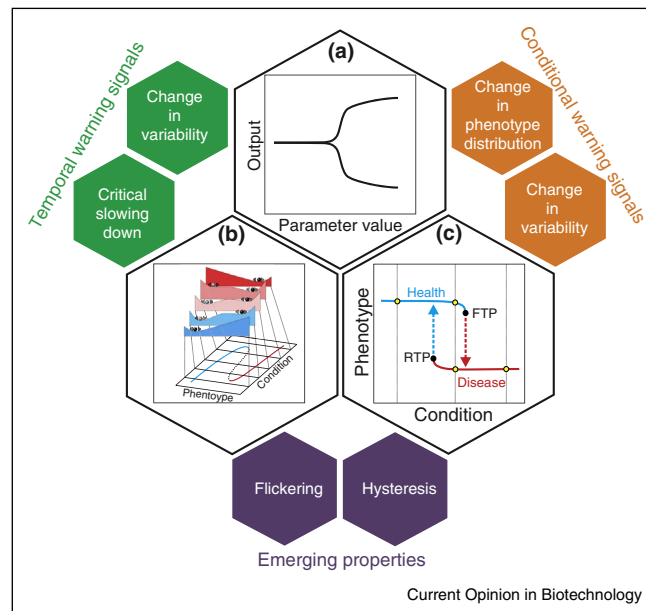 Temporal warning signals
Change
in
variability
Critical
slowing
down
(a)
Output
Parameter value
Conditional warning signals
Change
in
phenotype
distribution
Change
in
variability
(b)
Phentoype
Condition
(c)
Phenotype
Health
FTP
RTP
Disease
Condition
Flickering
Hysteresis
Emerging properties
Current Opinion in Biotechnology